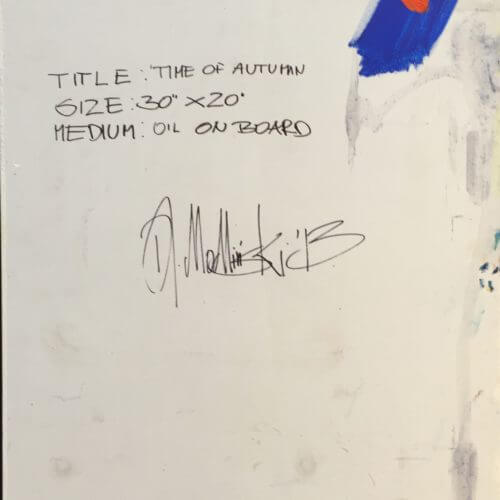 TITLE: 'TIME OF AUTUMN
SIZE: 30" X 20"
MEDIUM: OIL ON BOARD